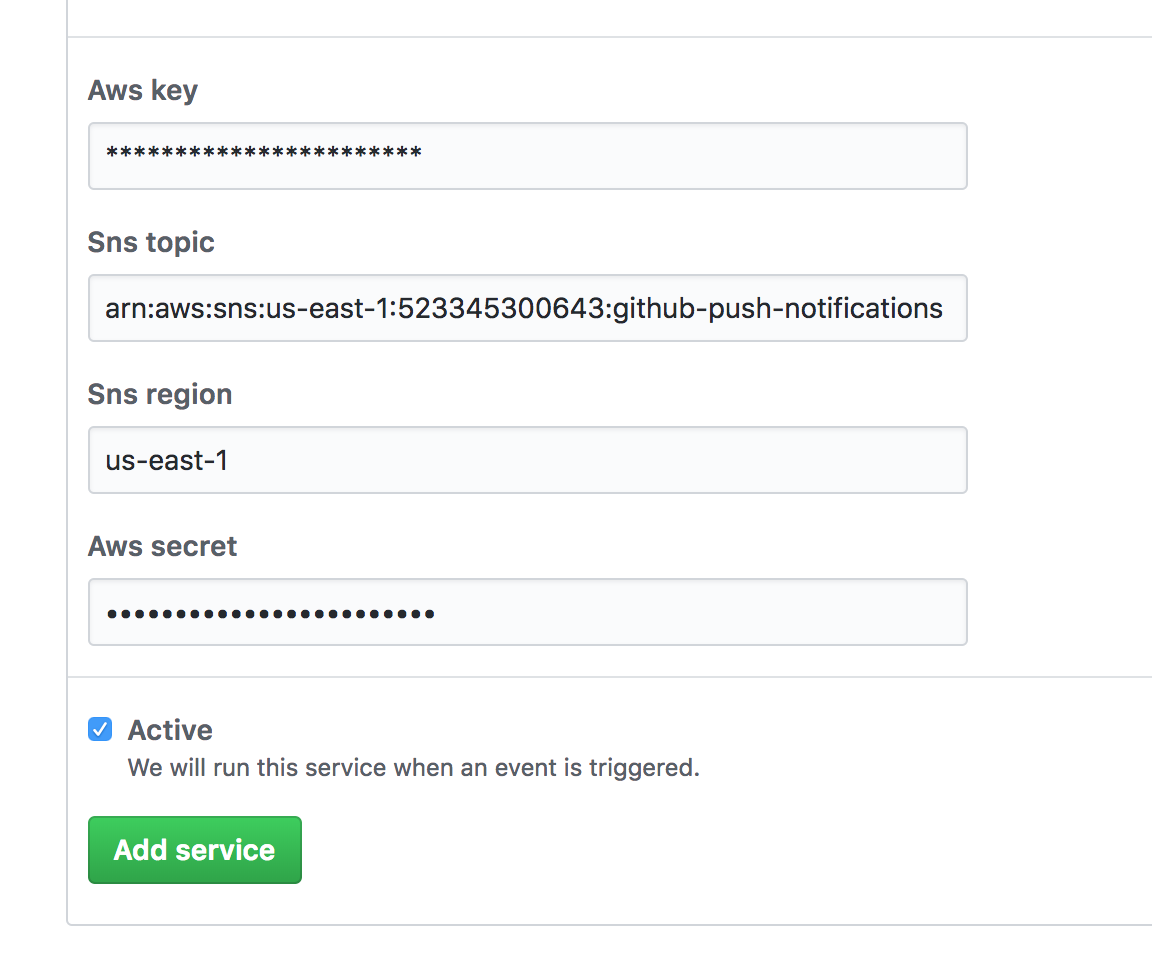 Aws key
***********************
Sns topic
arn:aws:sns:us-east-1:523345300643:github-push-notifications
Sns region
us-east-1
Aws secret
••••••••••••••••••••••••
Active
We will run this service when an event is triggered.
Add service